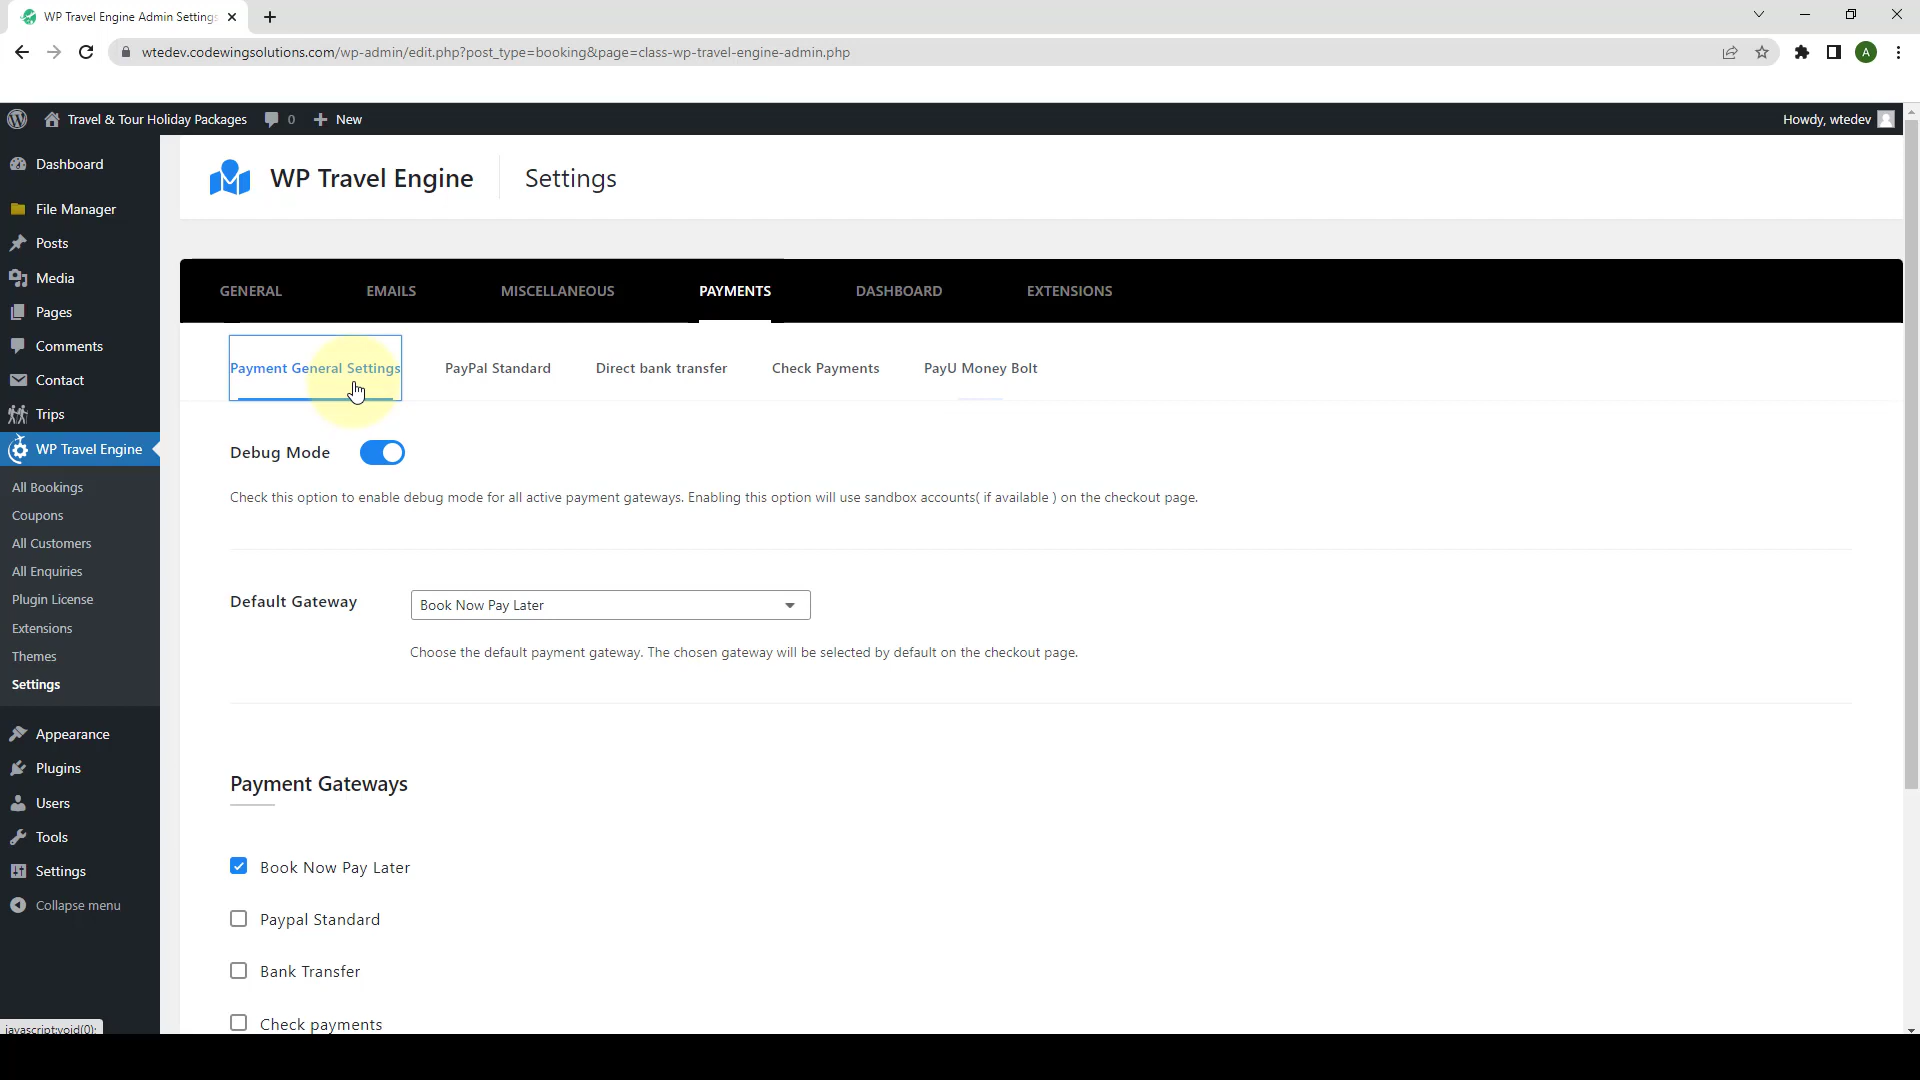 WP Travel Engine Admin Settings
wtedev.codewingsolutions.com/wp-admin/edit.php?post_type=booking&page=class-wp-travel-engine-admin.php
A
Travel & Tour Holiday Packages
0
New
Howdy, wtedev
Dashboard
File Manager
Posts
Media
Pages
Comments
Contact
Trips
WP Travel Engine
All Bookings
Coupons
All Customers
All Enquiries
Plugin License
Extensions
Themes
Settings
Appearance
Plugins
Users
Tools
Settings
Collapse menu
javascript:void(0);
WP Travel Engine
Settings
GENERAL
EMAILS
MISCELLANEOUS
PAYMENTS
DASHBOARD
EXTENSIONS
Payment General Settings
PayPal Standard
Direct bank transfer
Check Payments
PayU Money Bolt
Debug Mode
Check this option to enable debug mode for all active payment gateways. Enabling this option will use sandbox accounts( if available ) on the checkout page.
Default Gateway
Book Now Pay Later
Choose the default payment gateway. The chosen gateway will be selected by default on the checkout page.
Payment Gateways
Book Now Pay Later
Paypal Standard
Bank Transfer
Check payments